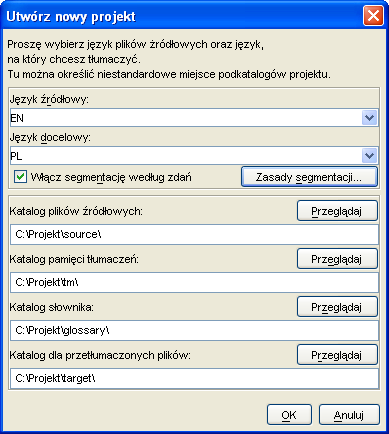 Utwórz nowy projekt
Proszę wybierz język plików źródłowych oraz język,
na który chcesz tłumaczyć.
Tu można określić niestandardowe miejsce podkatalogów projektu.
Język źródłowy:
EN
Język docelowy:
PL
Włącz segmentację według zdań
Zasady segmentacji...
Katalog plików źródłowych:
Przeglądaj
C:\Projekt\source\
Katalog pamięci tłumaczeń:
Przeglądaj
C:\Projekt\tm\
Katalog słownika:
Przeglądaj
C:\Projekt\glossary\
Katalog dla przetłumaczonych plików:
Przeglądaj
C:\Projekt\target\
OK
Anuluj